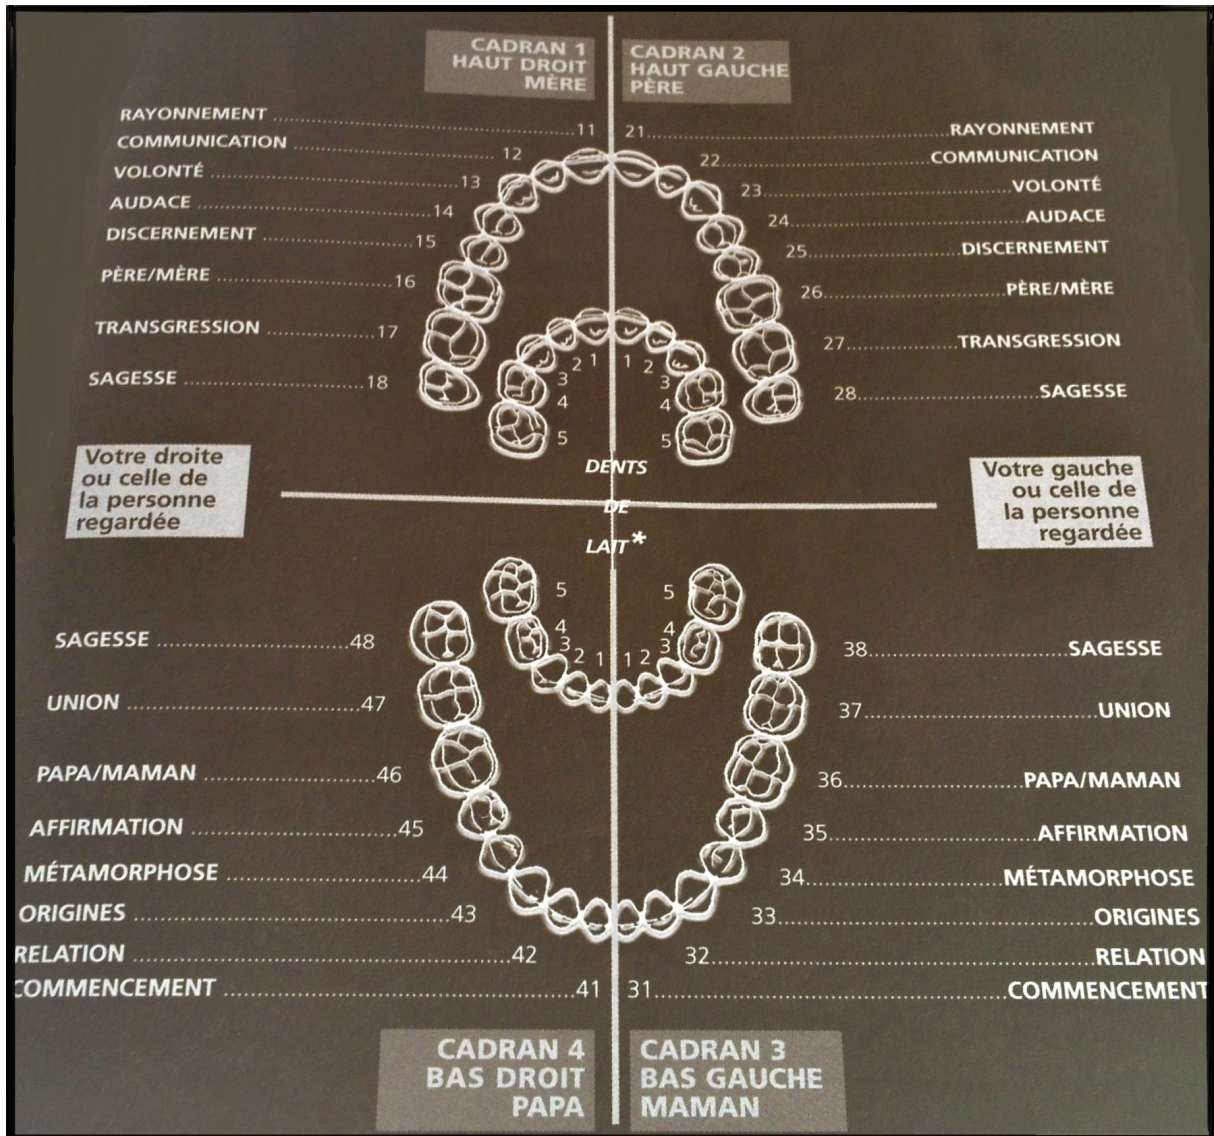 CADRAN 1
HAUT DROIT
MÈRE
CADRAN 2
HAUT GAUCHE
PÈRE
RAYONNEMENT ........ 11
COMMUNICATION ........ 12
VOLONTÉ ........ 13
AUDACE ........ 14
DISCERNEMENT ........ 15
PÈRE/MÈRE ........ 16
TRANSGRESSION ........ 17
SAGESSE ........ 18
21 ........ RAYONNEMENT
22 ........ COMMUNICATION
23 ........ VOLONTÉ
24 ........ AUDACE
25 ........ DISCERNEMENT
26 ........ PÈRE/MÈRE
27 ........ TRANSGRESSION
28 ........ SAGESSE
2 1 1 2
3 3
4 4
5 5
DENTS
DE
LAIT*
Votre droite
ou celle de
la personne
regardée
Votre gauche
ou celle de
la personne
regardée
5 5
4 4
3 2 1 1 2 3
SAGESSE ........ 48
UNION ........ 47
PAPA/MAMAN ........ 46
AFFIRMATION ........ 45
MÉTAMORPHOSE ........ 44
ORIGINES ........ 43
RELATION ........ 42
COMMENCEMENT ........ 41
38 ........ SAGESSE
37 ........ UNION
36 ........ PAPA/MAMAN
35 ........ AFFIRMATION
34 ........ MÉTAMORPHOSE
33 ........ ORIGINES
32 ........ RELATION
31 ........ COMMENCEMENT
CADRAN 4
BAS DROIT
PAPA
CADRAN 3
BAS GAUCHE
MAMAN